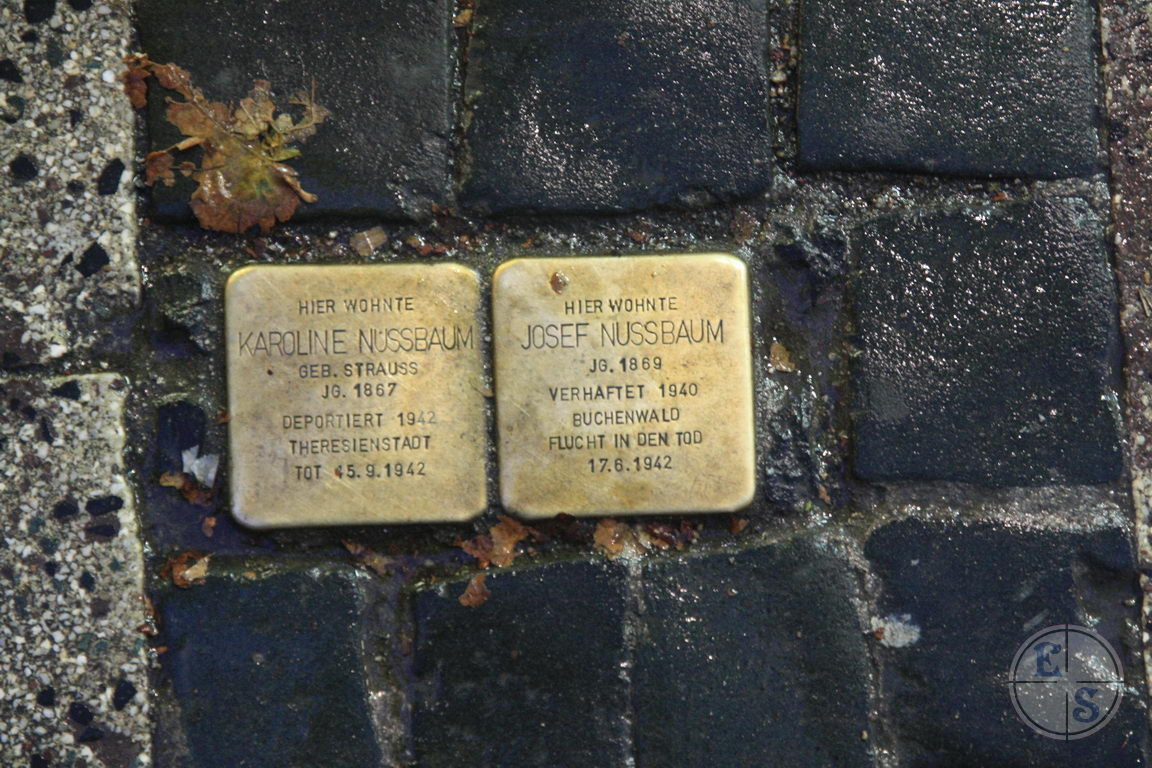 HIER WOHNTE
KAROLINE NUSSBAUM
GEB. STRAUSS
JG. 1867
DEPORTIERT 1942
THERESIENSTADT
TOT 15.9.1942
HIER WOHNTE
JOSEF NUSSBAUM
JG. 1869
VERHAFTET 1940
BUCHENWALD
FLUCHT IN DEN TOD
17.6.1942
E
S